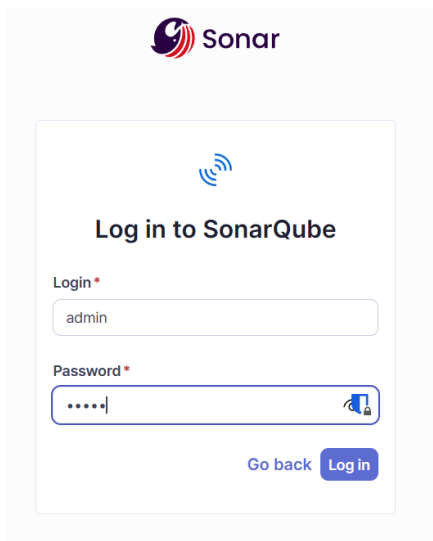 Sonar
Log in to SonarQube
Login *
admin
Password *
•••••
Go back Log in